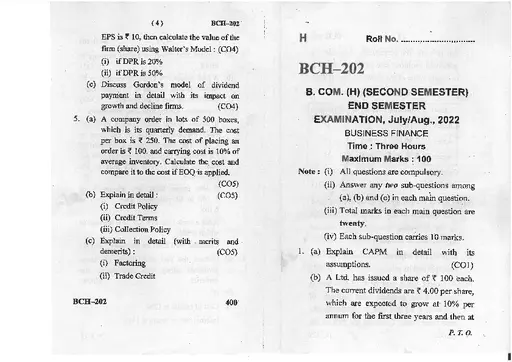 ( 4 ) BCH-202
EPS is ₹ 10, then calculate the value of the
firm (share) using Walter's Model : (CO4)
(i) if DPR is 20%
(ii) if DPR is 50%
(c) Discuss Gordon's model of dividend
payment in detail with its impact on
growth and decline firms. (CO4)
5. (a) A company order in lots of 500 boxes,
which is its quarterly demand. The cost
per box is ₹ 250. The cost of placing an
order is ₹ 100. and carrying cost is 10% of
average inventory. Calculate the cost and
compare it to the cost if EOQ is applied.
(CO5)
(b) Explain in detail : (CO5)
(i) Credit Policy
(ii) Credit Terms
(iii) Collection Policy
(c) Explain in detail (with merits and
demerits) : (CO5)
(i) Factoring
(ii) Trade Credit
BCH-202 400
H Roll No. ..............................
BCH-202
B. COM. (H) (SECOND SEMESTER)
END SEMESTER
EXAMINATION, July/Aug., 2022
BUSINESS FINANCE
Time : Three Hours
Maximum Marks : 100
Note : (i) All questions are compulsory.
(ii) Answer any two sub-questions among
(a), (b) and (c) in each main question.
(iii) Total marks in each main question are
twenty.
(iv) Each sub-question carries 10 marks.
1. (a) Explain CAPM in detail with its
assumptions. (CO1)
(b) A Ltd. has issued a share of ₹ 100 each.
The current dividends are ₹ 4.00 per share,
which are expected to grow at 10% per
annum for the first three years and then at
P. T. O.